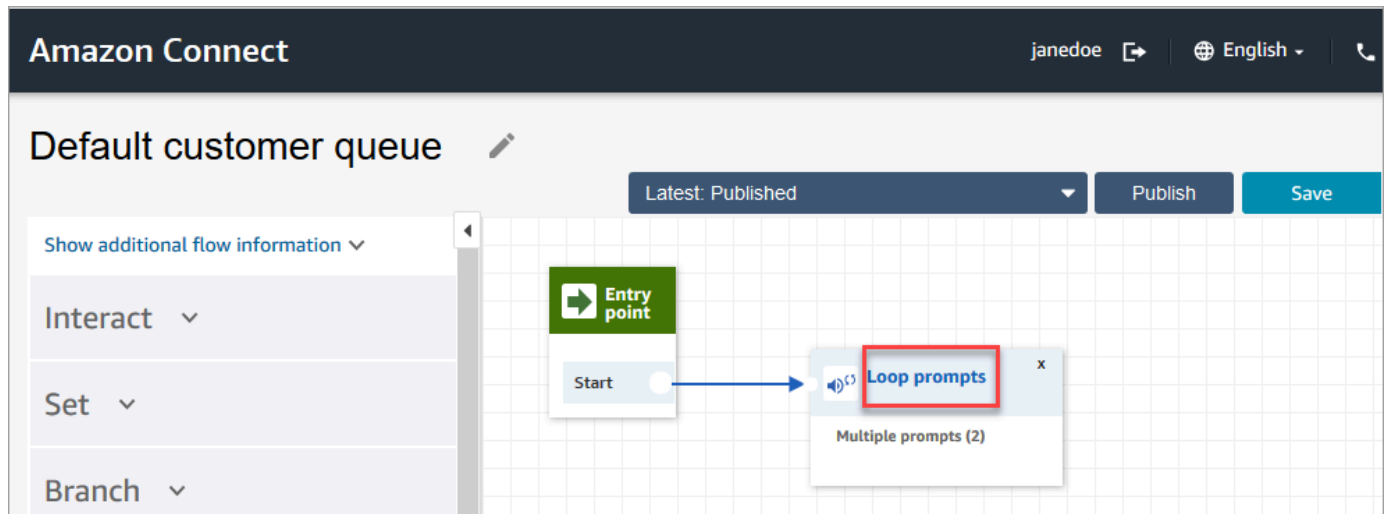 Amazon Connect
janedoe English
Default customer queue
Latest: Published Publish Save
Show additional flow information
Interact
Set
Branch
Entry
point
Start
Loop prompts x
Multiple prompts (2)